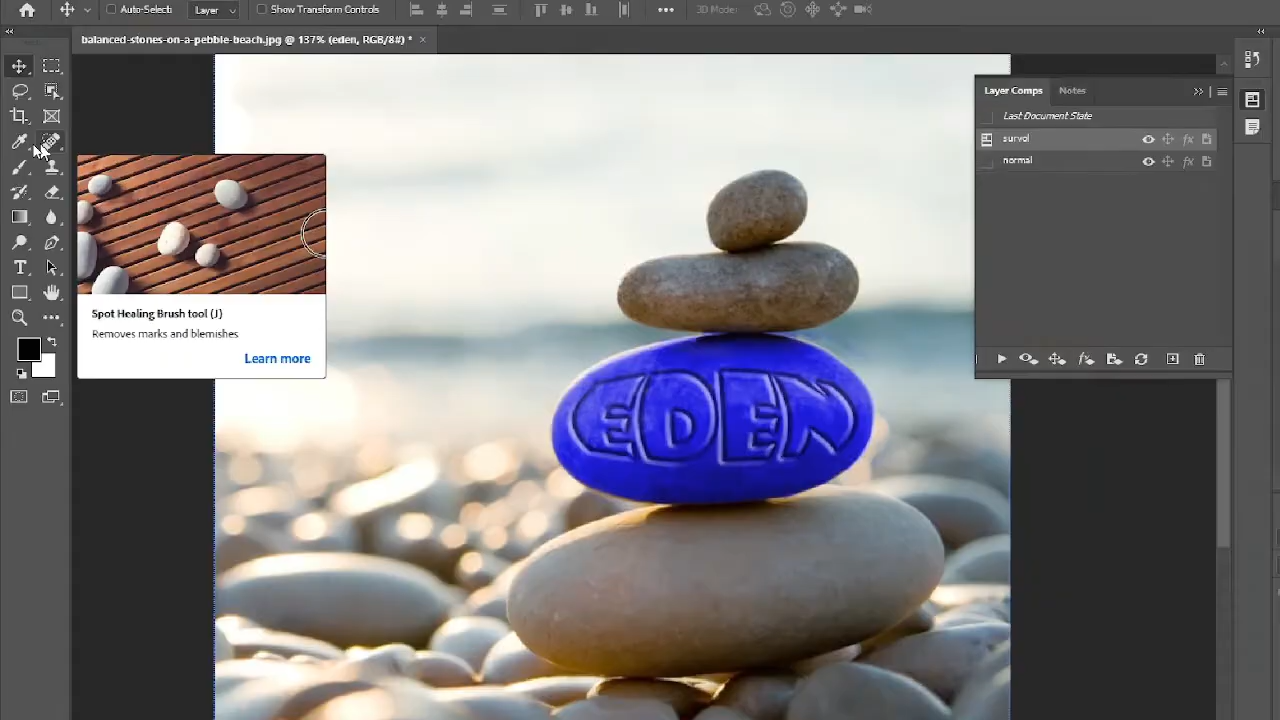 Auto-Select:
Layer
Show Transform Controls
3D Mode:
balanced-stones-on-a-pebble-beach.jpg @ 137% (eden, RGB/8#) *
Layer Comps
Notes
Last Document State
survol
normal
Spot Healing Brush tool (J)
Removes marks and blemishes
Learn more
EDEN